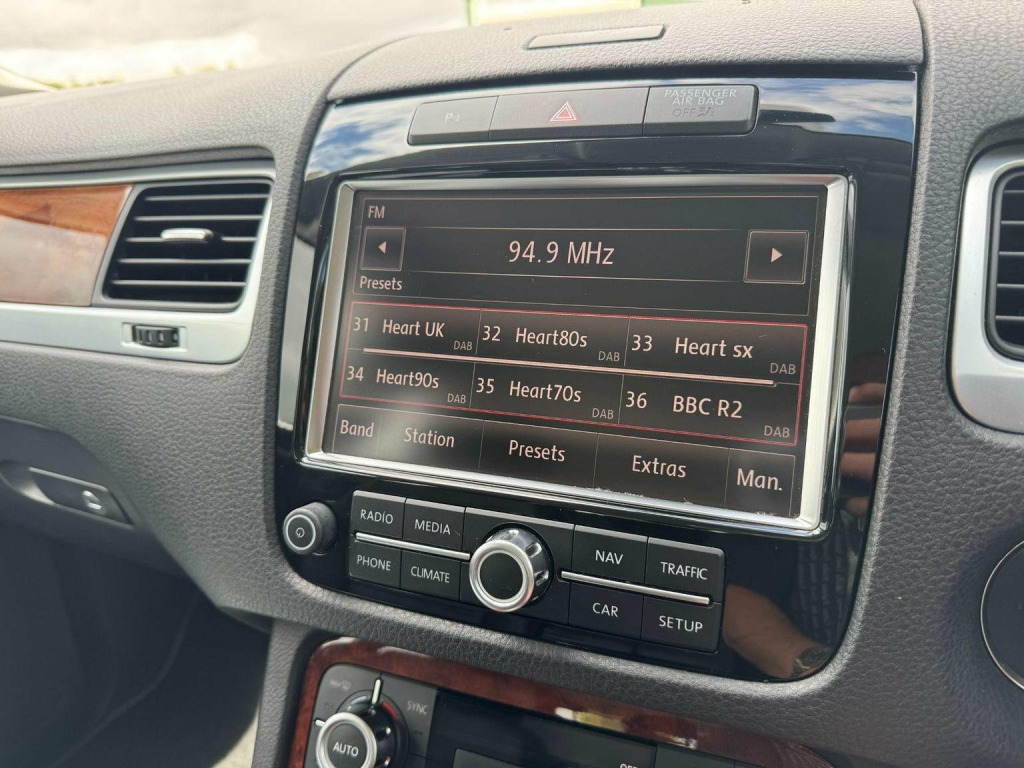 P
PASSENGER
AIR BAG
OFF
FM
94.9 MHz
Presets
31 Heart UK DAB
32 Heart80s DAB
33 Heart sx DAB
34 Heart90s DAB
35 Heart70s DAB
36 BBC R2 DAB
Band Station Presets Extras Man.
RADIO MEDIA NAV TRAFFIC
PHONE CLIMATE CAR SETUP
SYNC
AUTO
OFF